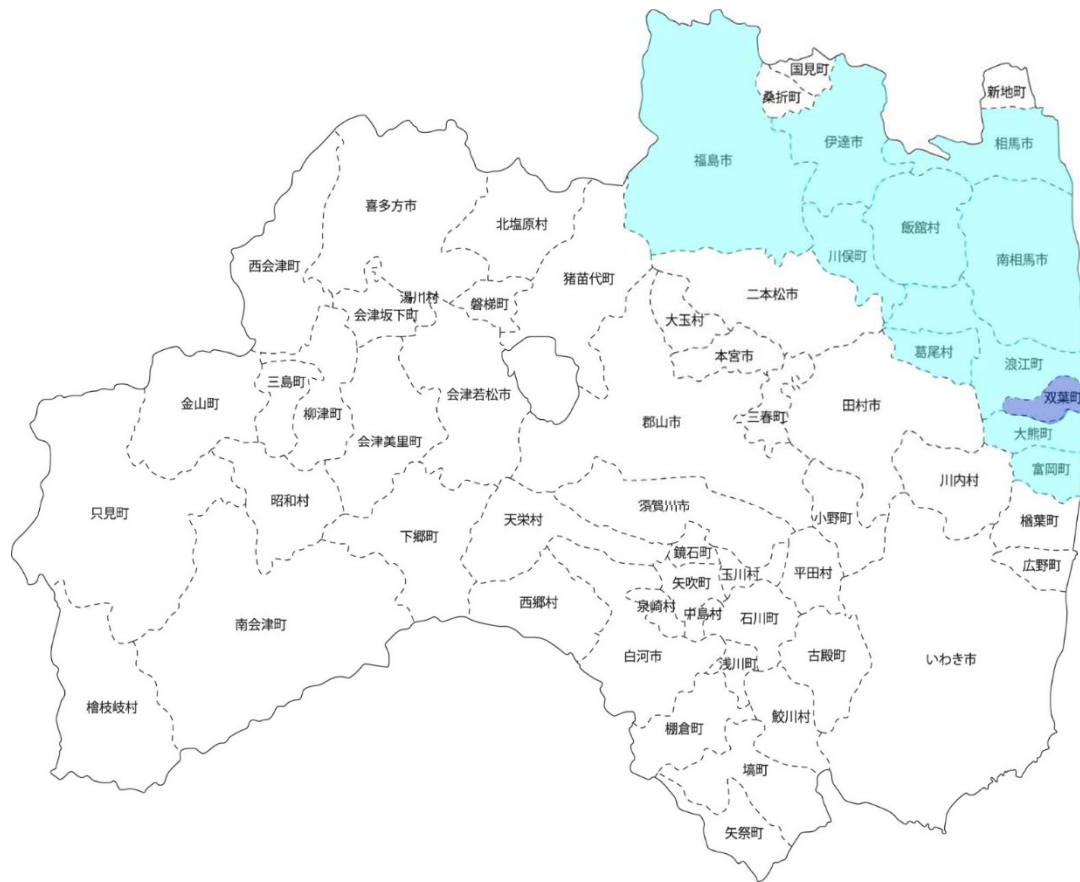 国見町
桑折町
新地町
相馬市
伊達市
福島市
喜多方市
北塩原村
飯舘村
川俣町
南相馬市
西会津町
猪苗代町
湯川村
磐梯町
会津坂下町
二本松市
大玉村
本宮市
葛尾村
浪江町
三島町
金山町
柳津町
会津若松市
双葉町
三春町
田村市
郡山市
会津美里町
大熊町
富岡町
川内村
昭和村
只見町
須賀川市
天栄村
小野町
楢葉町
下郷町
鏡石町
広野町
玉川村
平田村
矢吹町
西郷村
泉崎村
中島村
石川町
南会津町
白河市
浅川町
古殿町
いわき市
檜枝岐村
鮫川村
棚倉町
塙町
矢祭町